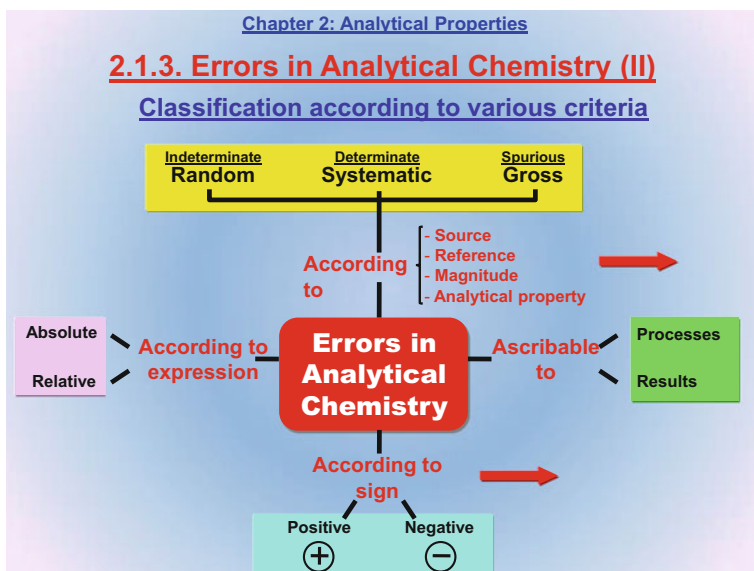 Chapter 2: Analytical Properties
2.1.3. Errors in Analytical Chemistry (II)
Classification according to various criteria
Indeterminate
Random
Determinate
Systematic
Spurious
Gross
According
to
- Source
- Reference
- Magnitude
- Analytical property
Absolute
Relative
According to
expression
Errors in
Analytical
Chemistry
Ascribable
to
Processes
Results
According to
sign
Positive
+
Negative
−